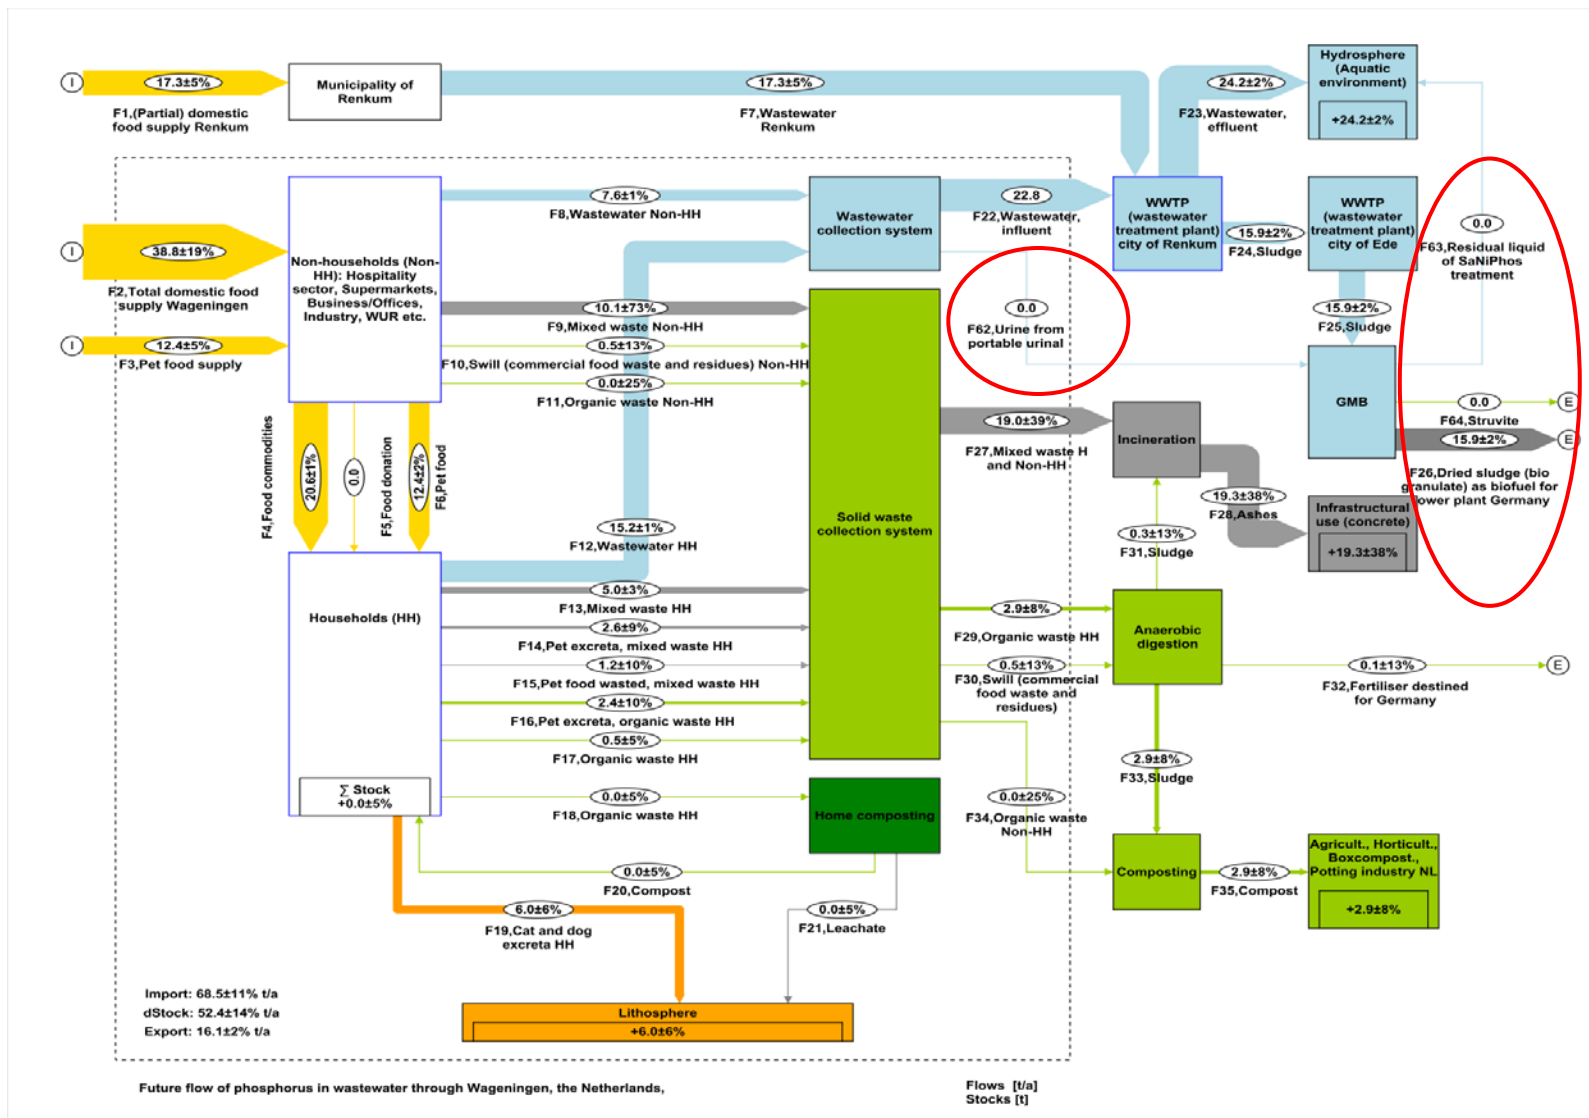 I
17.3±5%
F1,(Partial) domestic
food supply Renkum
Municipality of
Renkum
17.3±5%
F7,Wastewater
Renkum
24.2±2%
F23,Wastewater,
effluent
Hydrosphere
(Aquatic
environment)
+24.2±2%
I
38.8±19%
F2,Total domestic food
supply Wageningen
I
12.4±5%
F3,Pet food supply
Non-households (Non-
HH): Hospitality
sector, Supermarkets,
Business/Offices,
Industry, WUR etc.
7.6±1%
F8,Wastewater Non-HH
10.1±73%
F9,Mixed waste Non-HH
0.5±13%
F10,Swill (commercial food waste and residues) Non-HH
0.0±25%
F11,Organic waste Non-HH
Wastewater
collection system
22.8
F22,Wastewater,
influent
WWTP
(wastewater
treatment plant)
city of Renkum
15.9±2%
F24,Sludge
WWTP
(wastewater
treatment plant)
city of Ede
0.0
F63,Residual liquid
of SaNiPhos
treatment
0.0
F62,Urine from
portable urinal
15.9±2%
F25,Sludge
GMB
0.0
F64,Struvite
E
15.9±2%
E
F26,Dried sludge (bio
granulate) as biofuel for
power plant Germany
20.6±1%
F4,Food commodities
0.0
F5,Food donation
12.4±2%
F6,Pet food
19.0±39%
F27,Mixed waste H
and Non-HH
Incineration
19.3±38%
F28,Ashes
Infrastructural
use (concrete)
+19.3±38%
Solid waste
collection system
15.2±1%
F12,Wastewater HH
0.3±13%
F31,Sludge
Households (HH)
5.0±3%
F13,Mixed waste HH
2.6±9%
F14,Pet excreta, mixed waste HH
1.2±10%
F15,Pet food wasted, mixed waste HH
2.4±10%
F16,Pet excreta, organic waste HH
0.5±5%
F17,Organic waste HH
2.9±8%
F29,Organic waste HH
0.5±13%
F30,Swill (commercial
food waste and
residues)
Anaerobic
digestion
0.1±13%
F32,Fertiliser destined
for Germany
E
2.9±8%
F33,Sludge
∑ Stock
+0.0±5%
0.0±5%
F18,Organic waste HH
Home composting
0.0±25%
F34,Organic waste
Non-HH
Composting
2.9±8%
F35,Compost
Agricult., Horticult.,
Boxcompost.,
Potting industry NL
+2.9±8%
0.0±5%
F20,Compost
6.0±6%
F19,Cat and dog
excreta HH
0.0±5%
F21,Leachate
Import: 68.5±11% t/a
dStock: 52.4±14% t/a
Export: 16.1±2% t/a
Lithosphere
+6.0±6%
Future flow of phosphorus in wastewater through Wageningen, the Netherlands,
Flows [t/a]
Stocks [t]